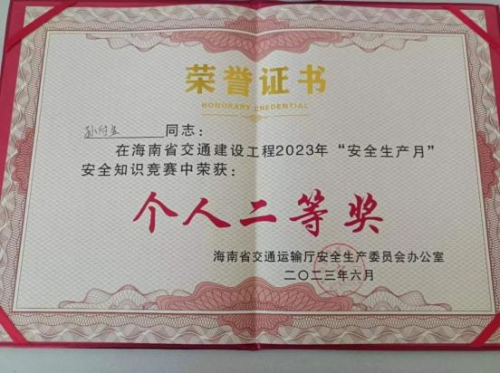 荣誉证书
HONORARY CREDENTIAL
同志：
在海南省交通建设工程2023年“安全生产月”
安全知识竞赛中荣获：
个人二等奖
海南省交通运输厅安全生产委员会办公室
二〇二三年六月